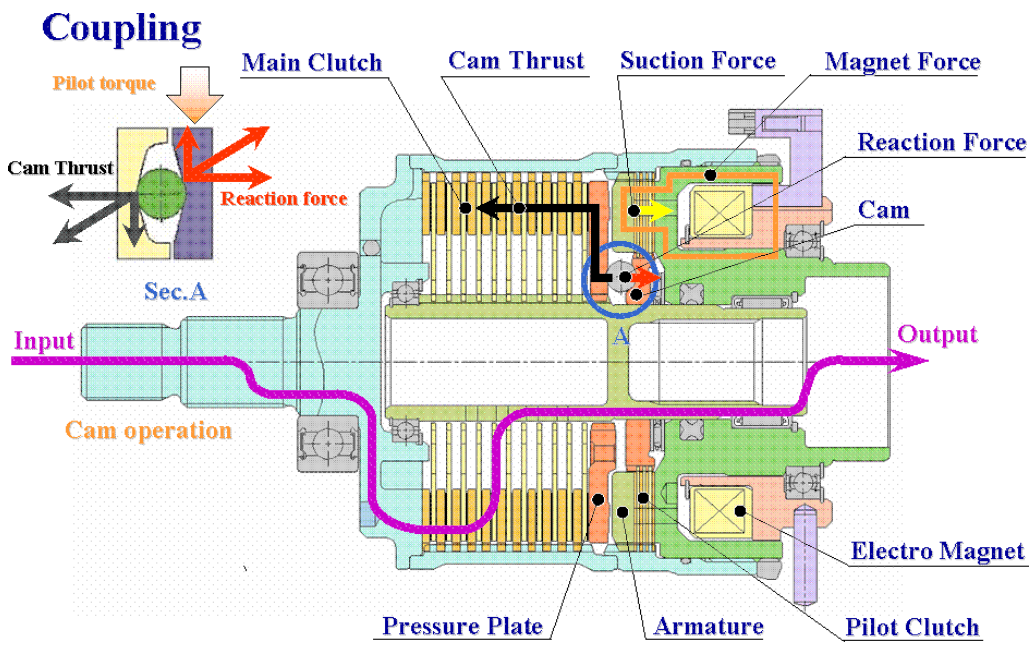 Coupling
Main Clutch
Cam Thrust
Suction Force
Magnet Force
Pilot torque
Reaction Force
Cam Thrust
Reaction force
Cam
Sec.A
A
Input
Output
Cam operation
Electro Magnet
Pressure Plate
Armature
Pilot Clutch